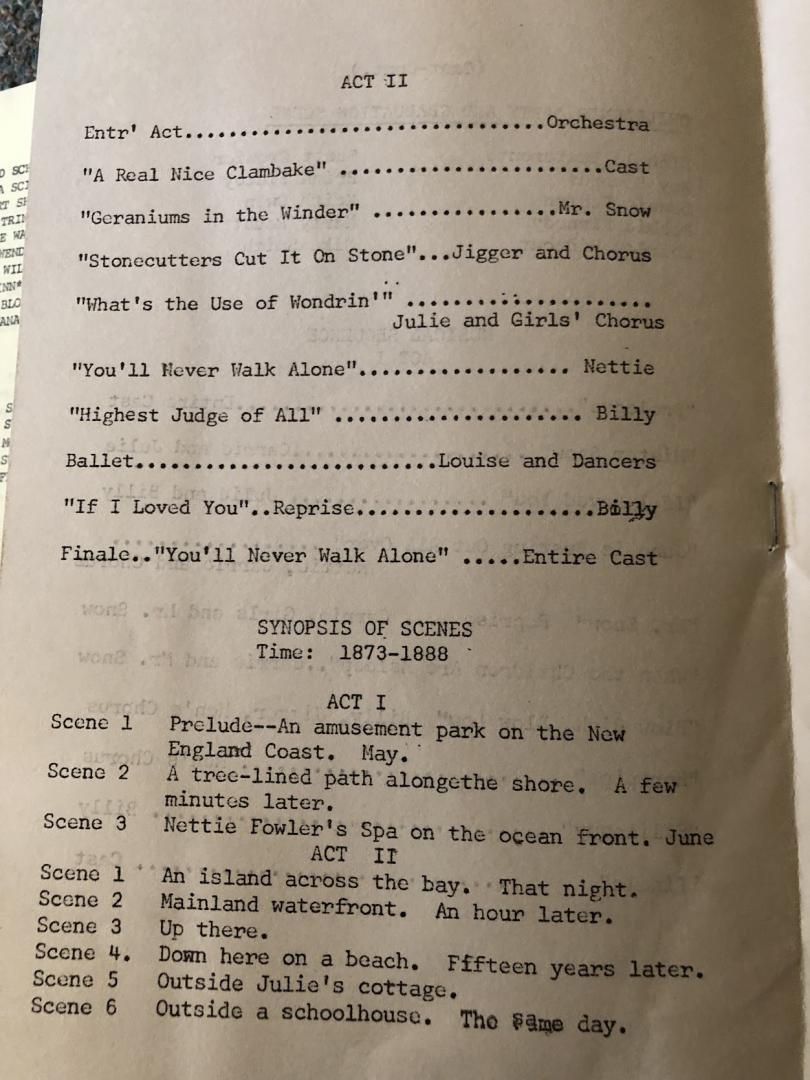 ACT II
Entr' Act................................Orchestra
"A Real Nice Clambake" ........................Cast
"Geraniums in the Winder" .................Mr. Snow
"Stonecutters Cut It On Stone"...Jigger and Chorus
"What's the Use of Wondrin'" ......................
Julie and Girls' Chorus
"You'll Never Walk Alone".................. Nettie
"Highest Judge of All" ...................... Billy
Ballet..........................Louise and Dancers
"If I Loved You"..Reprise.....................Billy
Finale.."You'll Never Walk Alone" .....Entire Cast
SYNOPSIS OF SCENES
Time: 1873-1888
ACT I
Scene 1 Prelude--An amusement park on the New
England Coast. May.
Scene 2 A tree-lined path alongethe shore. A few
minutes later.
Scene 3 Nettie Fowler's Spa on the ocean front. June
ACT II
Scene 1 An island across the bay. That night.
Scene 2 Mainland waterfront. An hour later.
Scene 3 Up there.
Scene 4. Down here on a beach. Fffteen years later.
Scene 5 Outside Julie's cottage.
Scene 6 Outside a schoolhouse. The same day.